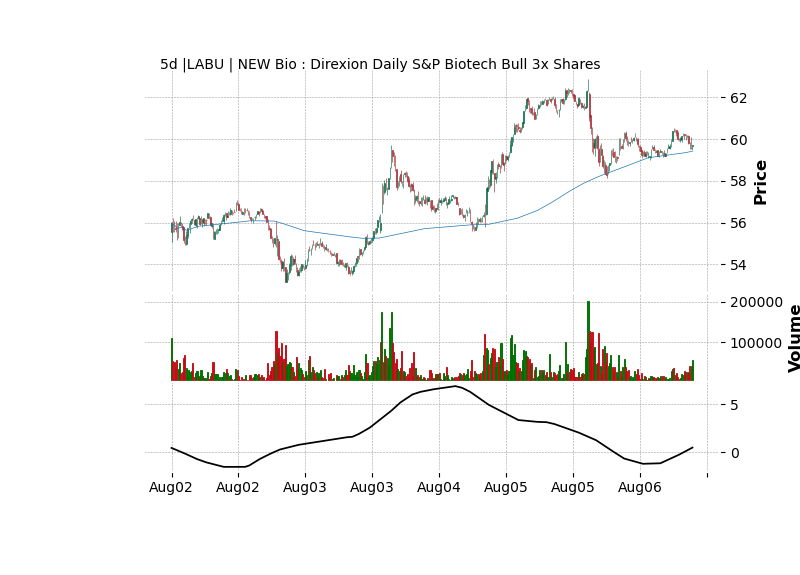 5d |LABU | NEW Bio : Direxion Daily S&P Biotech Bull 3x Shares
62
60
58
56
54
Price
200000
100000
Volume
5
0
Aug02 Aug02 Aug03 Aug03 Aug04 Aug05 Aug05 Aug06